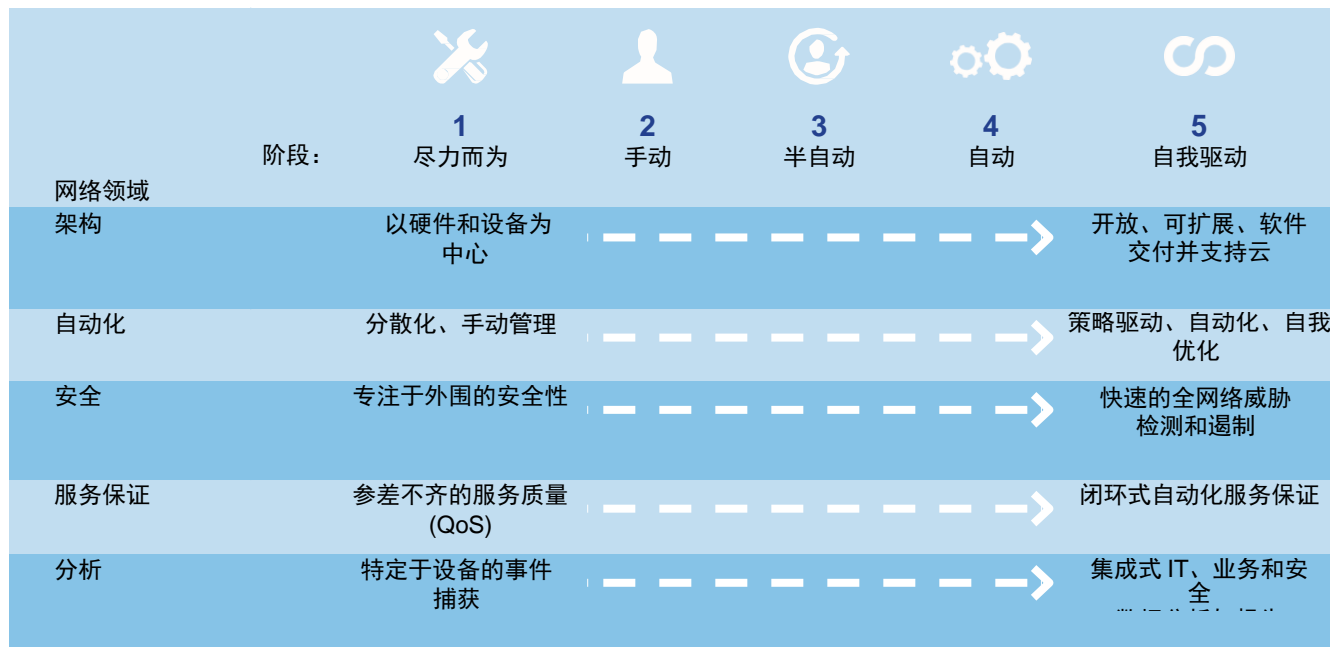 1 2 3 4 5
阶段: 尽力而为 手动 半自动 自动 自我驱动
网络领域
架构 以硬件和设备为 开放、可扩展、软件
中心 交付并支持云
自动化 分散化、手动管理 策略驱动、自动化、自我
优化
安全 专注于外围的安全性 快速的全网络威胁
检测和遏制
服务保证 参差不齐的服务质量 闭环式自动化服务保证
(QoS)
分析 特定于设备的事件 集成式 IT、业务和安
捕获 全